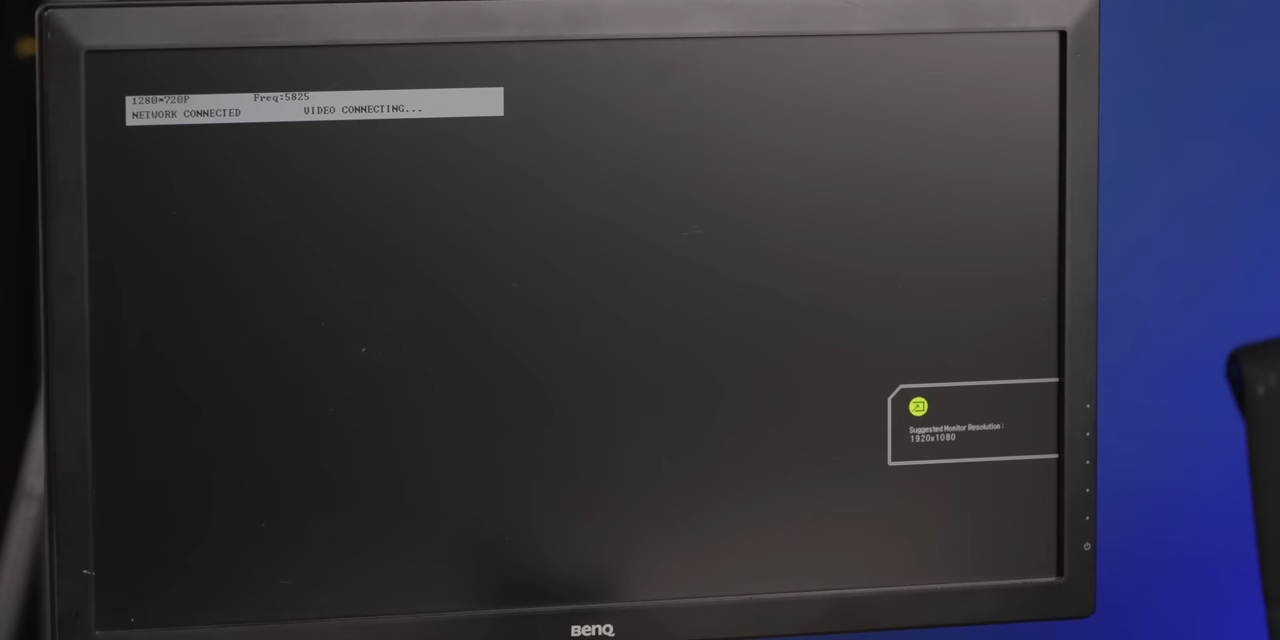 1280*720P Freq:5825
NETWORK CONNECTED VIDEO CONNECTING...
Suggested Monitor Resolution :
1920x1080
BenQ